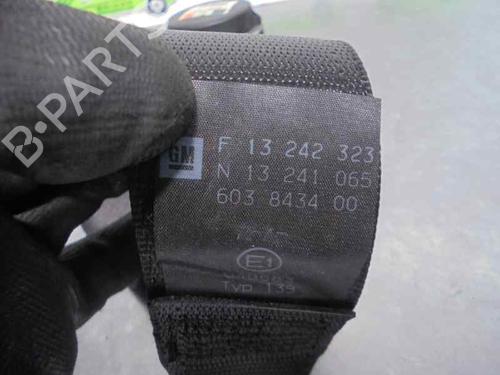 GM
F 13 242 323
N 13 241 065
603 8434 00
E1
Typ 139
B-PARTS